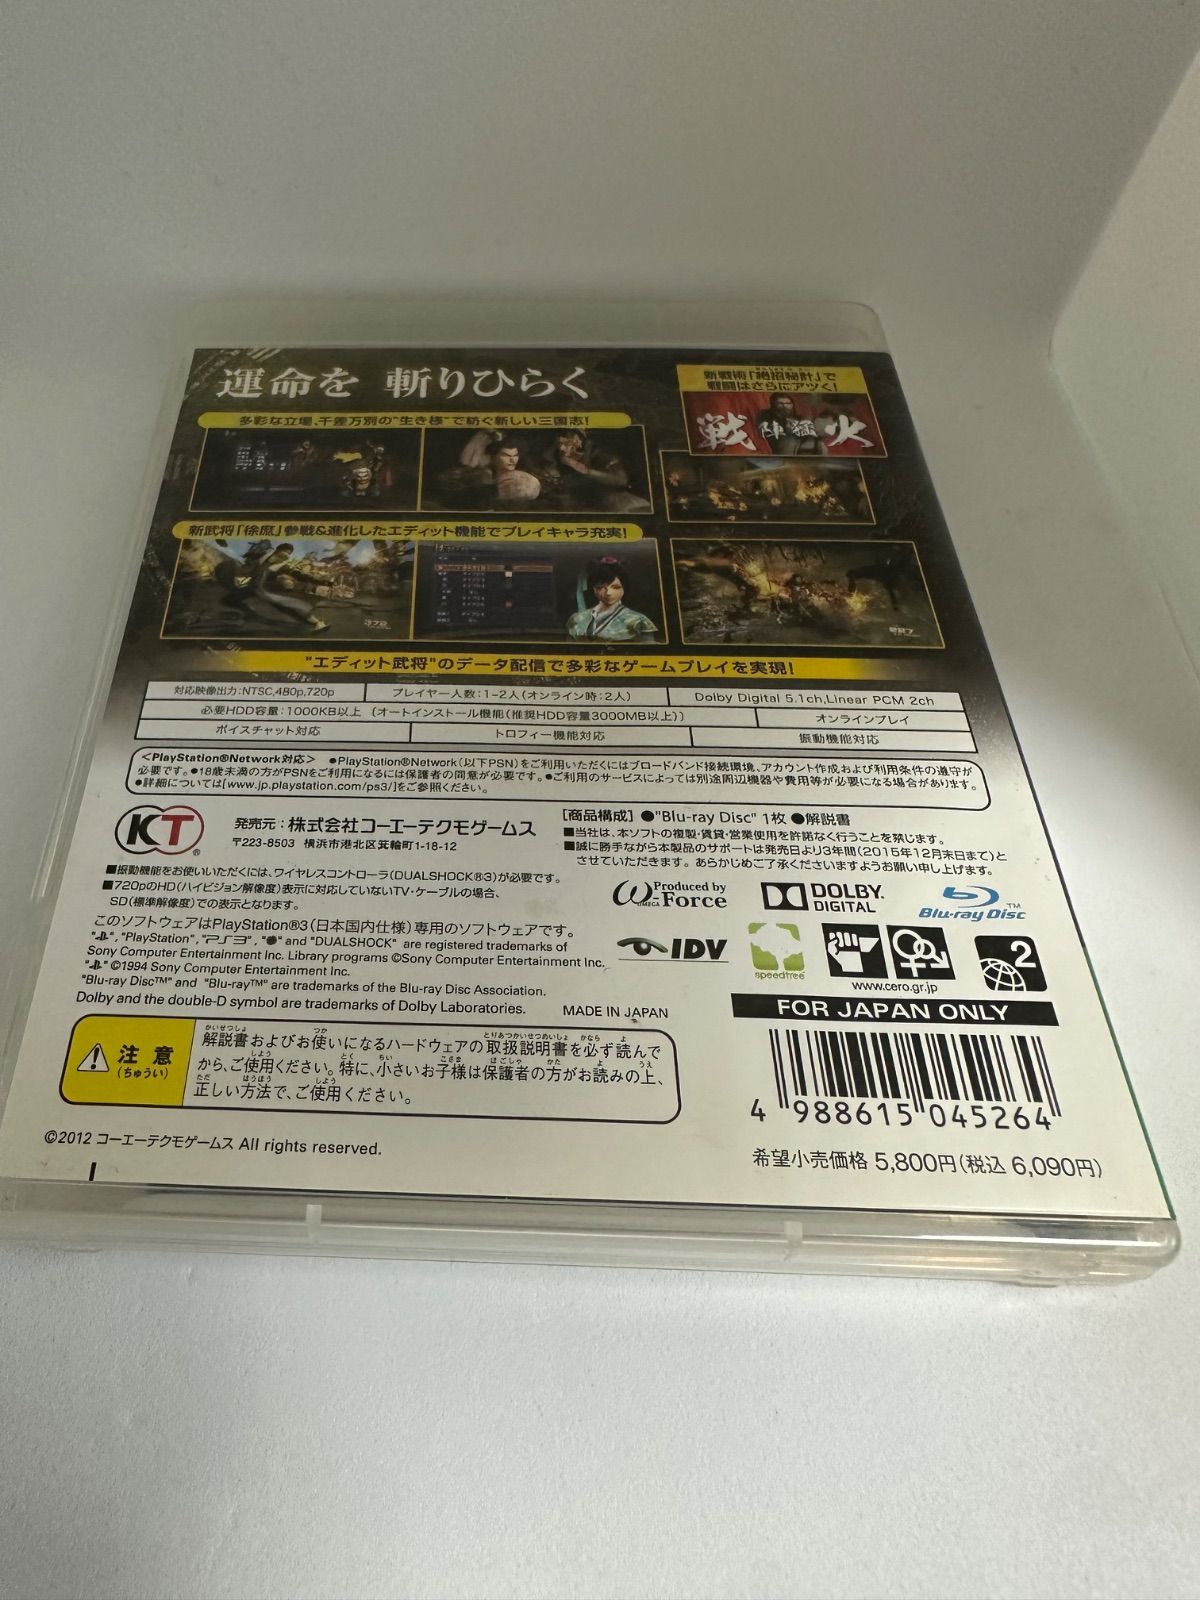 運命を 斬りひらく
多彩な立場、千差万別の"生き様"で紡ぐ新しい三国志!
新戦術「絶招秘計」で
戦闘はさらにアツく!
戦陣猛火
新武将「徐庶」参戦&進化したエディット機能でプレイキャラ充実!
"エディット武将"のデータ配信で多彩なゲームプレイを実現!
対応映像出力:NTSC,480p,720p
プレイヤー人数:1~2人(オンライン時:2人)
Dolby Digital 5.1ch,Linear PCM 2ch
必要HDD容量:1000KB以上 (オートインストール機能(推奨HDD容量3000MB以上))
オンラインプレイ
ボイスチャット対応
トロフィー機能対応
振動機能対応
<PlayStation®Network対応> ●PlayStation®Network(以下PSN)をご利用いただくにはブロードバンド接続環境、アカウント作成および利用条件の遵守が
必要です。●18歳未満の方がPSNをご利用になるには保護者の同意が必要です。●ご利用のサービスによっては別途周辺機器や費用等が必要になる場合があります。
●詳細については[www.jp.playstation.com/ps3/]をご参照ください。
KT®
発売元:株式会社コーエーテクモゲームス
〒223-8503 横浜市港北区箕輪町1-18-12
[商品構成] ●"Blu-ray Disc" 1枚 ●解説書
■当社は、本ソフトの複製・賃貸・営業使用を許諾なく行うことを禁じます。
■誠に勝手ながら本製品のサポートは発売日より3年間(2015年12月末日まで)と
させていただきます。あらかじめご了承くださいますようお願い申し上げます。
■振動機能をお使いいただくには、ワイヤレスコントローラ(DUALSHOCK®3)が必要です。
■720pのHD(ハイビジョン解像度)表示に対応していないTV・ケーブルの場合、
SD(標準解像度)での表示となります。
このソフトウェアはPlayStation®3(日本国内仕様)専用のソフトウェアです。
"", "PlayStation", "PS3", "" and "DUALSHOCK" are registered trademarks of
Sony Computer Entertainment Inc. Library programs ©Sony Computer Entertainment Inc.
"" ©1994 Sony Computer Entertainment Inc.
"Blu-ray Disc™" and "Blu-ray™" are trademarks of the Blu-ray Disc Association.
Dolby and the double-D symbol are trademarks of Dolby Laboratories.
MADE IN JAPAN
Produced by
ω-Force
OMEGA
DOLBY
DIGITAL
Blu-ray Disc™
IDV
speedtree
www.cero.gr.jp
2
FOR JAPAN ONLY
注意
(ちゅうい)
解説書およびお使いになるハードウェアの取扱説明書を必ず読んで
から、ご使用ください。特に、小さいお子様は保護者の方がお読みの上、
正しい方法で、ご使用ください。
4 988615 045264
希望小売価格 5,800円(税込 6,090円)
©2012 コーエーテクモゲームス All rights reserved.